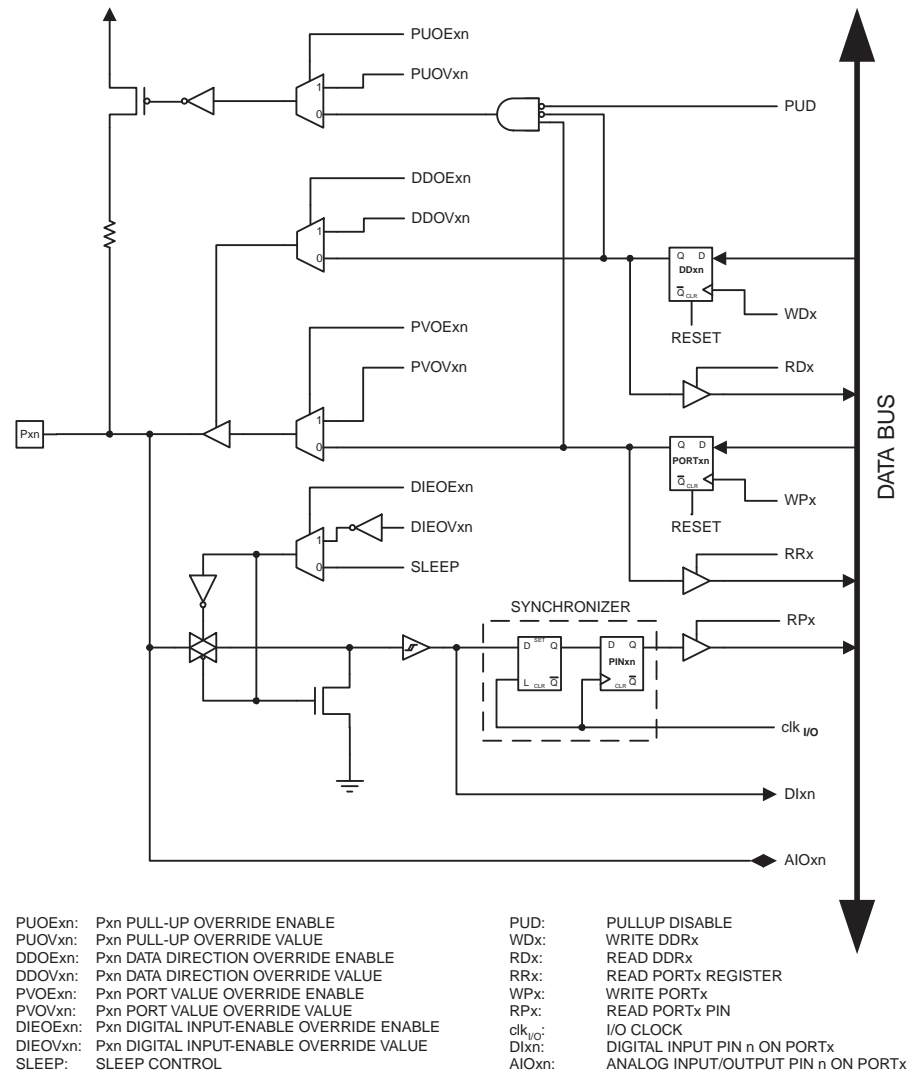 PUOExn
PUOVxn
1
0
PUD
DDOExn
DDOVxn
1
0
Q D
DDxn
Q CLR
WDx
RESET
PVOExn
PVOVxn
RDx
1
0
Pxn
Q D
PORTxn
Q CLR
DIEOExn
WPx
RESET
DIEOVxn
1
0
SLEEP
RRx
SYNCHRONIZER
RPx
D SET Q
L CLR Q
D Q
PINxn
CLR Q
clk I/O
DIxn
AIOxn
DATA BUS
PUOExn: Pxn PULL-UP OVERRIDE ENABLE
PUOVxn: Pxn PULL-UP OVERRIDE VALUE
DDOExn: Pxn DATA DIRECTION OVERRIDE ENABLE
DDOVxn: Pxn DATA DIRECTION OVERRIDE VALUE
PVOExn: Pxn PORT VALUE OVERRIDE ENABLE
PVOVxn: Pxn PORT VALUE OVERRIDE VALUE
DIEOExn: Pxn DIGITAL INPUT-ENABLE OVERRIDE ENABLE
DIEOVxn: Pxn DIGITAL INPUT-ENABLE OVERRIDE VALUE
SLEEP: SLEEP CONTROL
PUD: PULLUP DISABLE
WDx: WRITE DDRx
RDx: READ DDRx
RRx: READ PORTx REGISTER
WPx: WRITE PORTx
RPx: READ PORTx PIN
clkI/O: I/O CLOCK
DIxn: DIGITAL INPUT PIN n ON PORTx
AIOxn: ANALOG INPUT/OUTPUT PIN n ON PORTx